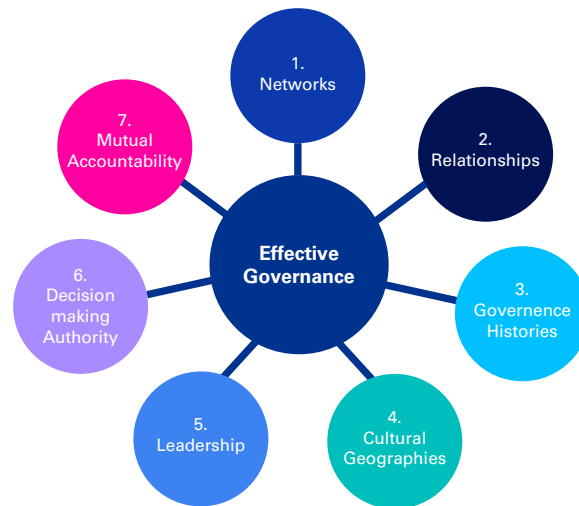 1.
Networks
2.
Relationships
3.
Governence
Histories
4.
Cultural
Geographies
5.
Leadership
6.
Decision
making
Authority
7.
Mutual
Accountability
Effective
Governance